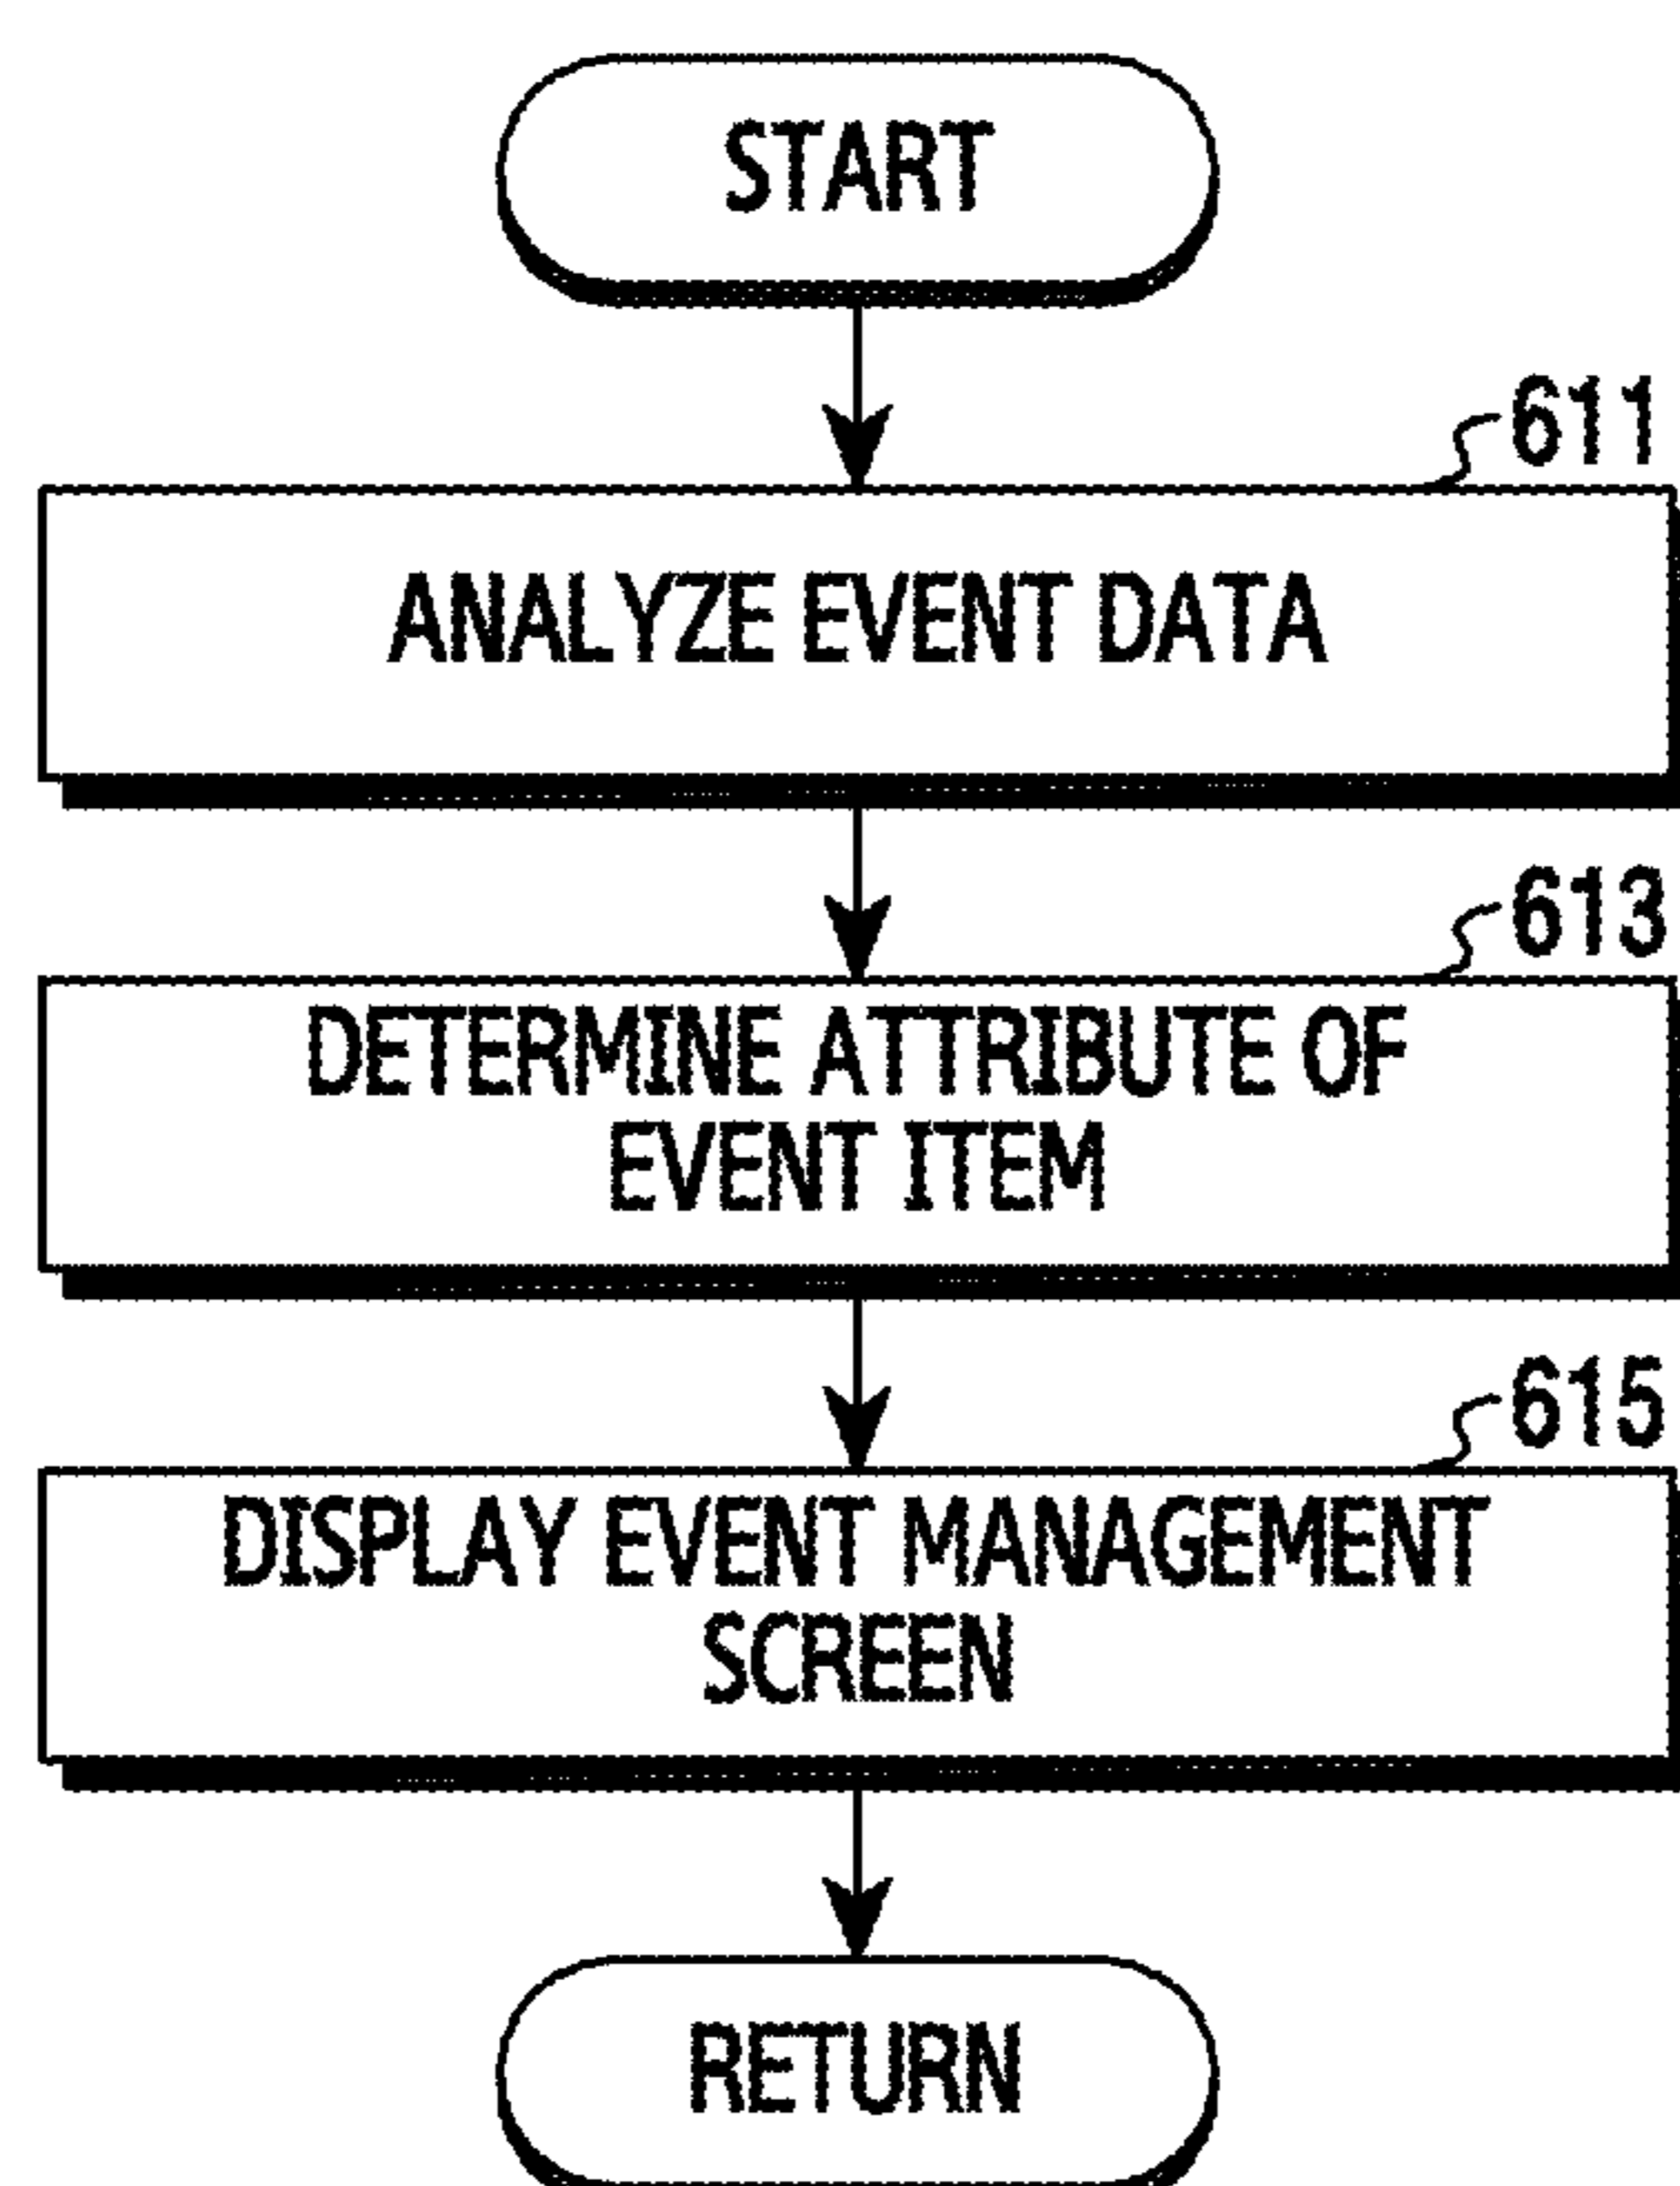 START
611
ANALYZE EVENT DATA
613
DETERMINE ATTRIBUTE OF
EVENT ITEM
615
DISPLAY EVENT MANAGEMENT
SCREEN
RETURN